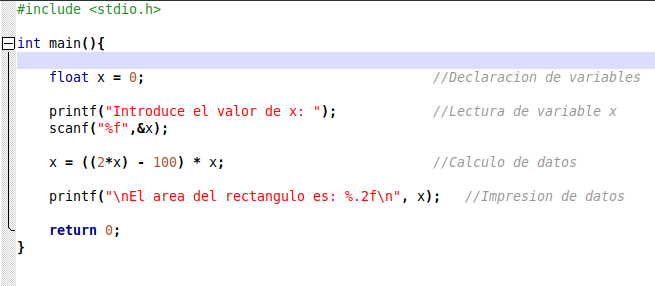 #include <stdio.h>
int main(){
float x = 0; //Declaracion de variables
printf("Introduce el valor de x: "); //Lectura de variable x
scanf("%f",&x);
x = ((2*x) - 100) * x; //Calculo de datos
printf("\nEl area del rectangulo es: %.2f\n", x); //Impresion de datos
return 0;
}